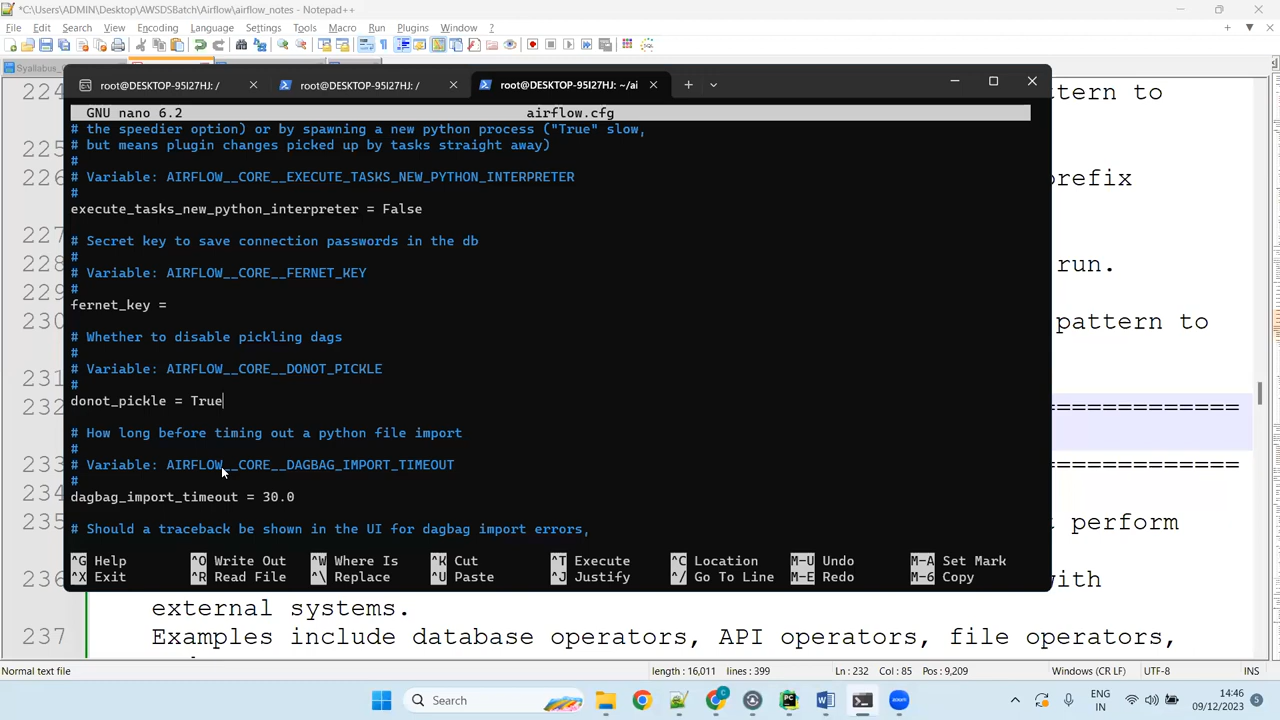 *C:\Users\ADMIN\Desktop\AWSDSBatch\Airflow\airflow_notes - Notepad++
File Edit Search View Encoding Language Settings Tools Macro Run Plugins Window ?
root@DESKTOP-95I27HJ: /
root@DESKTOP-95I27HJ: /
root@DESKTOP-95I27HJ: ~/ai
GNU nano 6.2 airflow.cfg
# the speedier option) or by spawning a new python process ("True" slow,
# but means plugin changes picked up by tasks straight away)
#
# Variable: AIRFLOW__CORE__EXECUTE_TASKS_NEW_PYTHON_INTERPRETER
#
execute_tasks_new_python_interpreter = False
# Secret key to save connection passwords in the db
#
# Variable: AIRFLOW__CORE__FERNET_KEY
#
fernet_key =
# Whether to disable pickling dags
#
# Variable: AIRFLOW__CORE__DONOT_PICKLE
#
donot_pickle = True
# How long before timing out a python file import
#
# Variable: AIRFLOW__CORE__DAGBAG_IMPORT_TIMEOUT
#
dagbag_import_timeout = 30.0
# Should a traceback be shown in the UI for dagbag import errors,
^G Help ^O Write Out ^W Where Is ^K Cut ^T Execute ^C Location M-U Undo M-A Set Mark
^X Exit ^R Read File ^\ Replace ^U Paste ^J Justify ^/ Go To Line M-E Redo M-6 Copy
224 tern to
225
226 prefix
227
228 run.
229
230 pattern to
231
232 =============
233 =============
234
235 t perform
236 with
external systems.
237 Examples include database operators, API operators, file operators,
Normal text file length : 16,011 lines : 399 Ln : 232 Col : 85 Pos : 9,209 Windows (CR LF) UTF-8 INS
Search
ENG
IN
14:46
09/12/2023